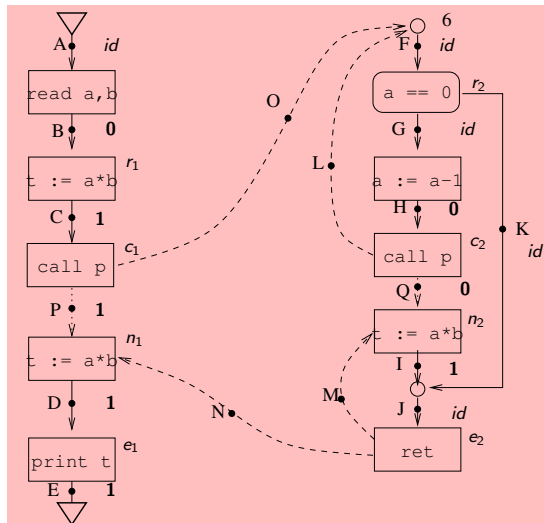 A id
read a,b
B 0
r1
t := a*b
C 1
c1
call p
P 1
n1
t := a*b
D 1
e1
print t
E 1
O
L
N
M
6
F id
r2
a == 0
G id
a := a-1
H 0
K
id
c2
call p
Q 0
n2
t := a*b
I 1
J id
e2
ret